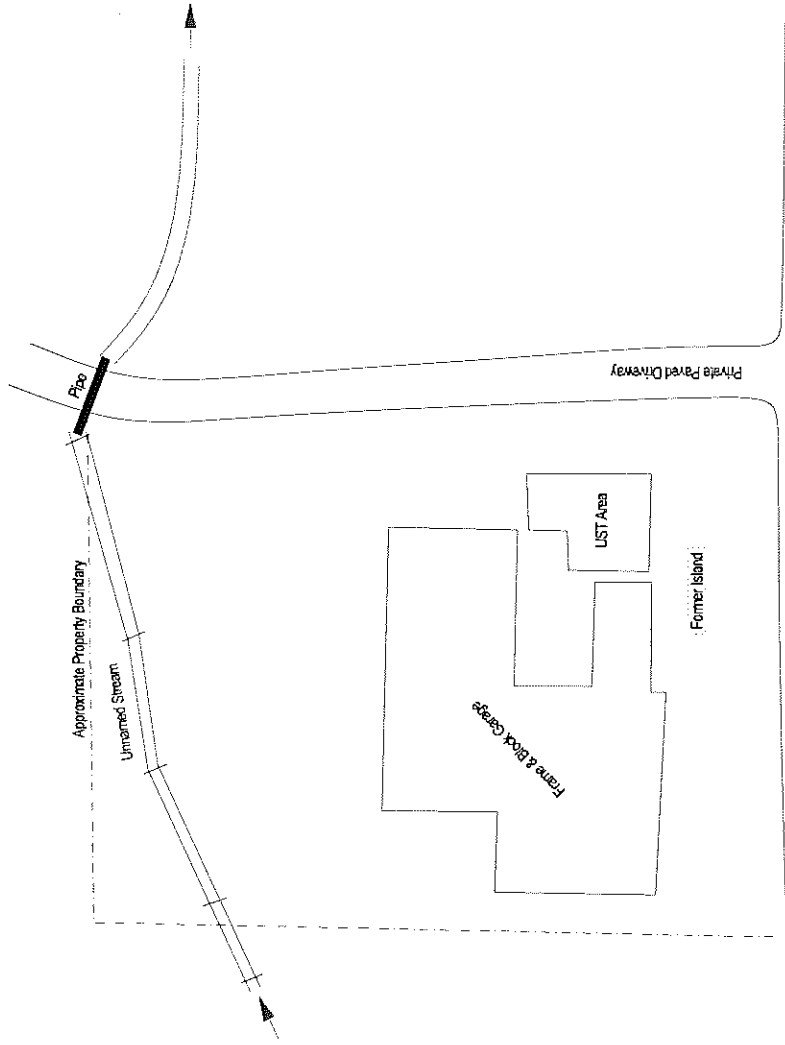 Pipe
Approximate Property Boundary
Unnamed Stream
Private Paved Driveway
UST Area
Former Island
Frame & Block Garage